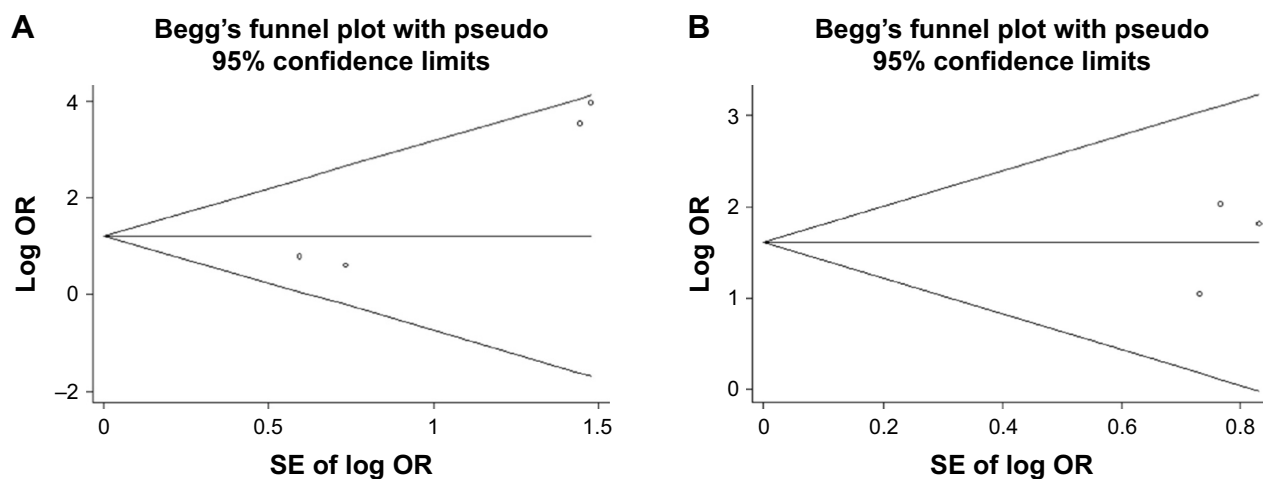 A
Begg’s funnel plot with pseudo
95% confidence limits
4
2
0
–2
Log OR
0
0.5
1
1.5
SE of log OR
B
Begg’s funnel plot with pseudo
95% confidence limits
3
2
1
0
Log OR
0
0.2
0.4
0.6
0.8
SE of log OR